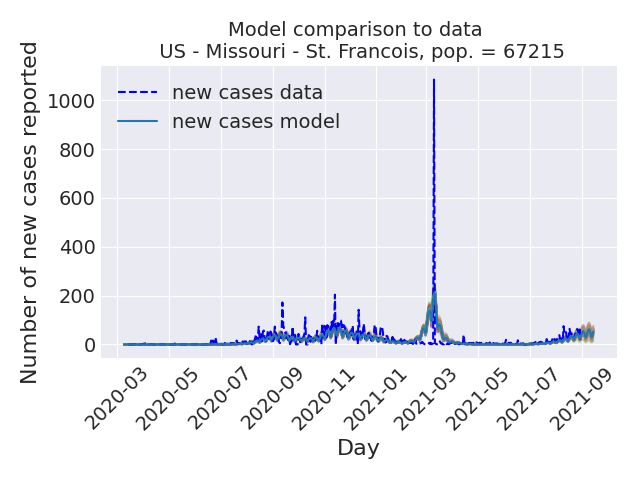 Model comparison to data
US - Missouri - St. Francois, pop. = 67215
Number of new cases reported
1000
800
600
400
200
0
new cases data
new cases model
2020-03
2020-05
2020-07
2020-09
2020-11
2021-01
2021-03
2021-05
2021-07
2021-09
Day